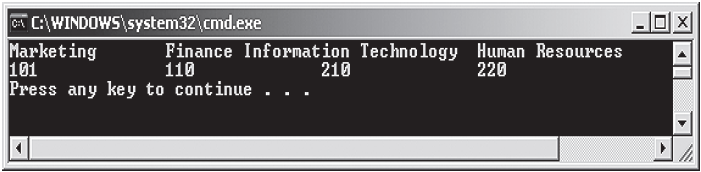 C:\WINDOWS\system32\cmd.exe
Marketing        Finance Information Technology  Human Resources
101              110              210              220
Press any key to continue . . .